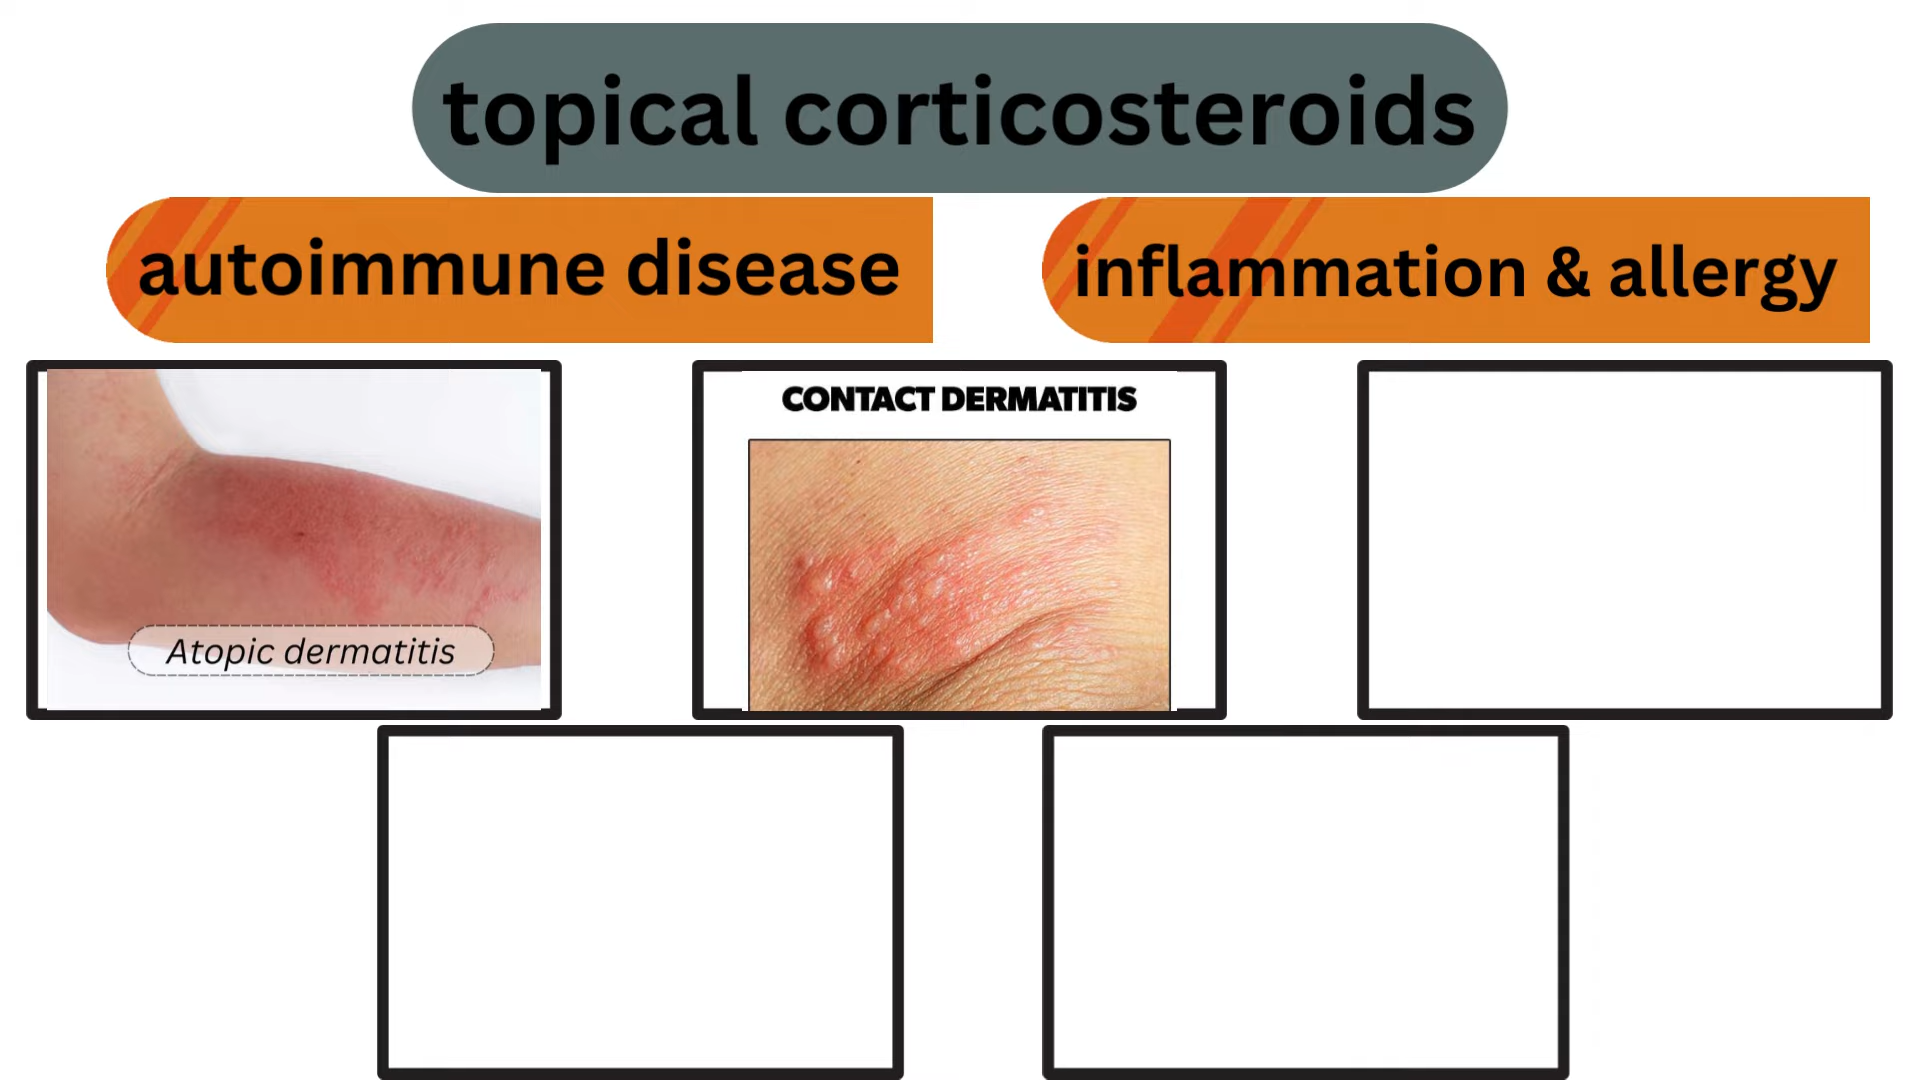 topical corticosteroids
autoimmune disease
inflammation & allergy
CONTACT DERMATITIS
Atopic dermatitis